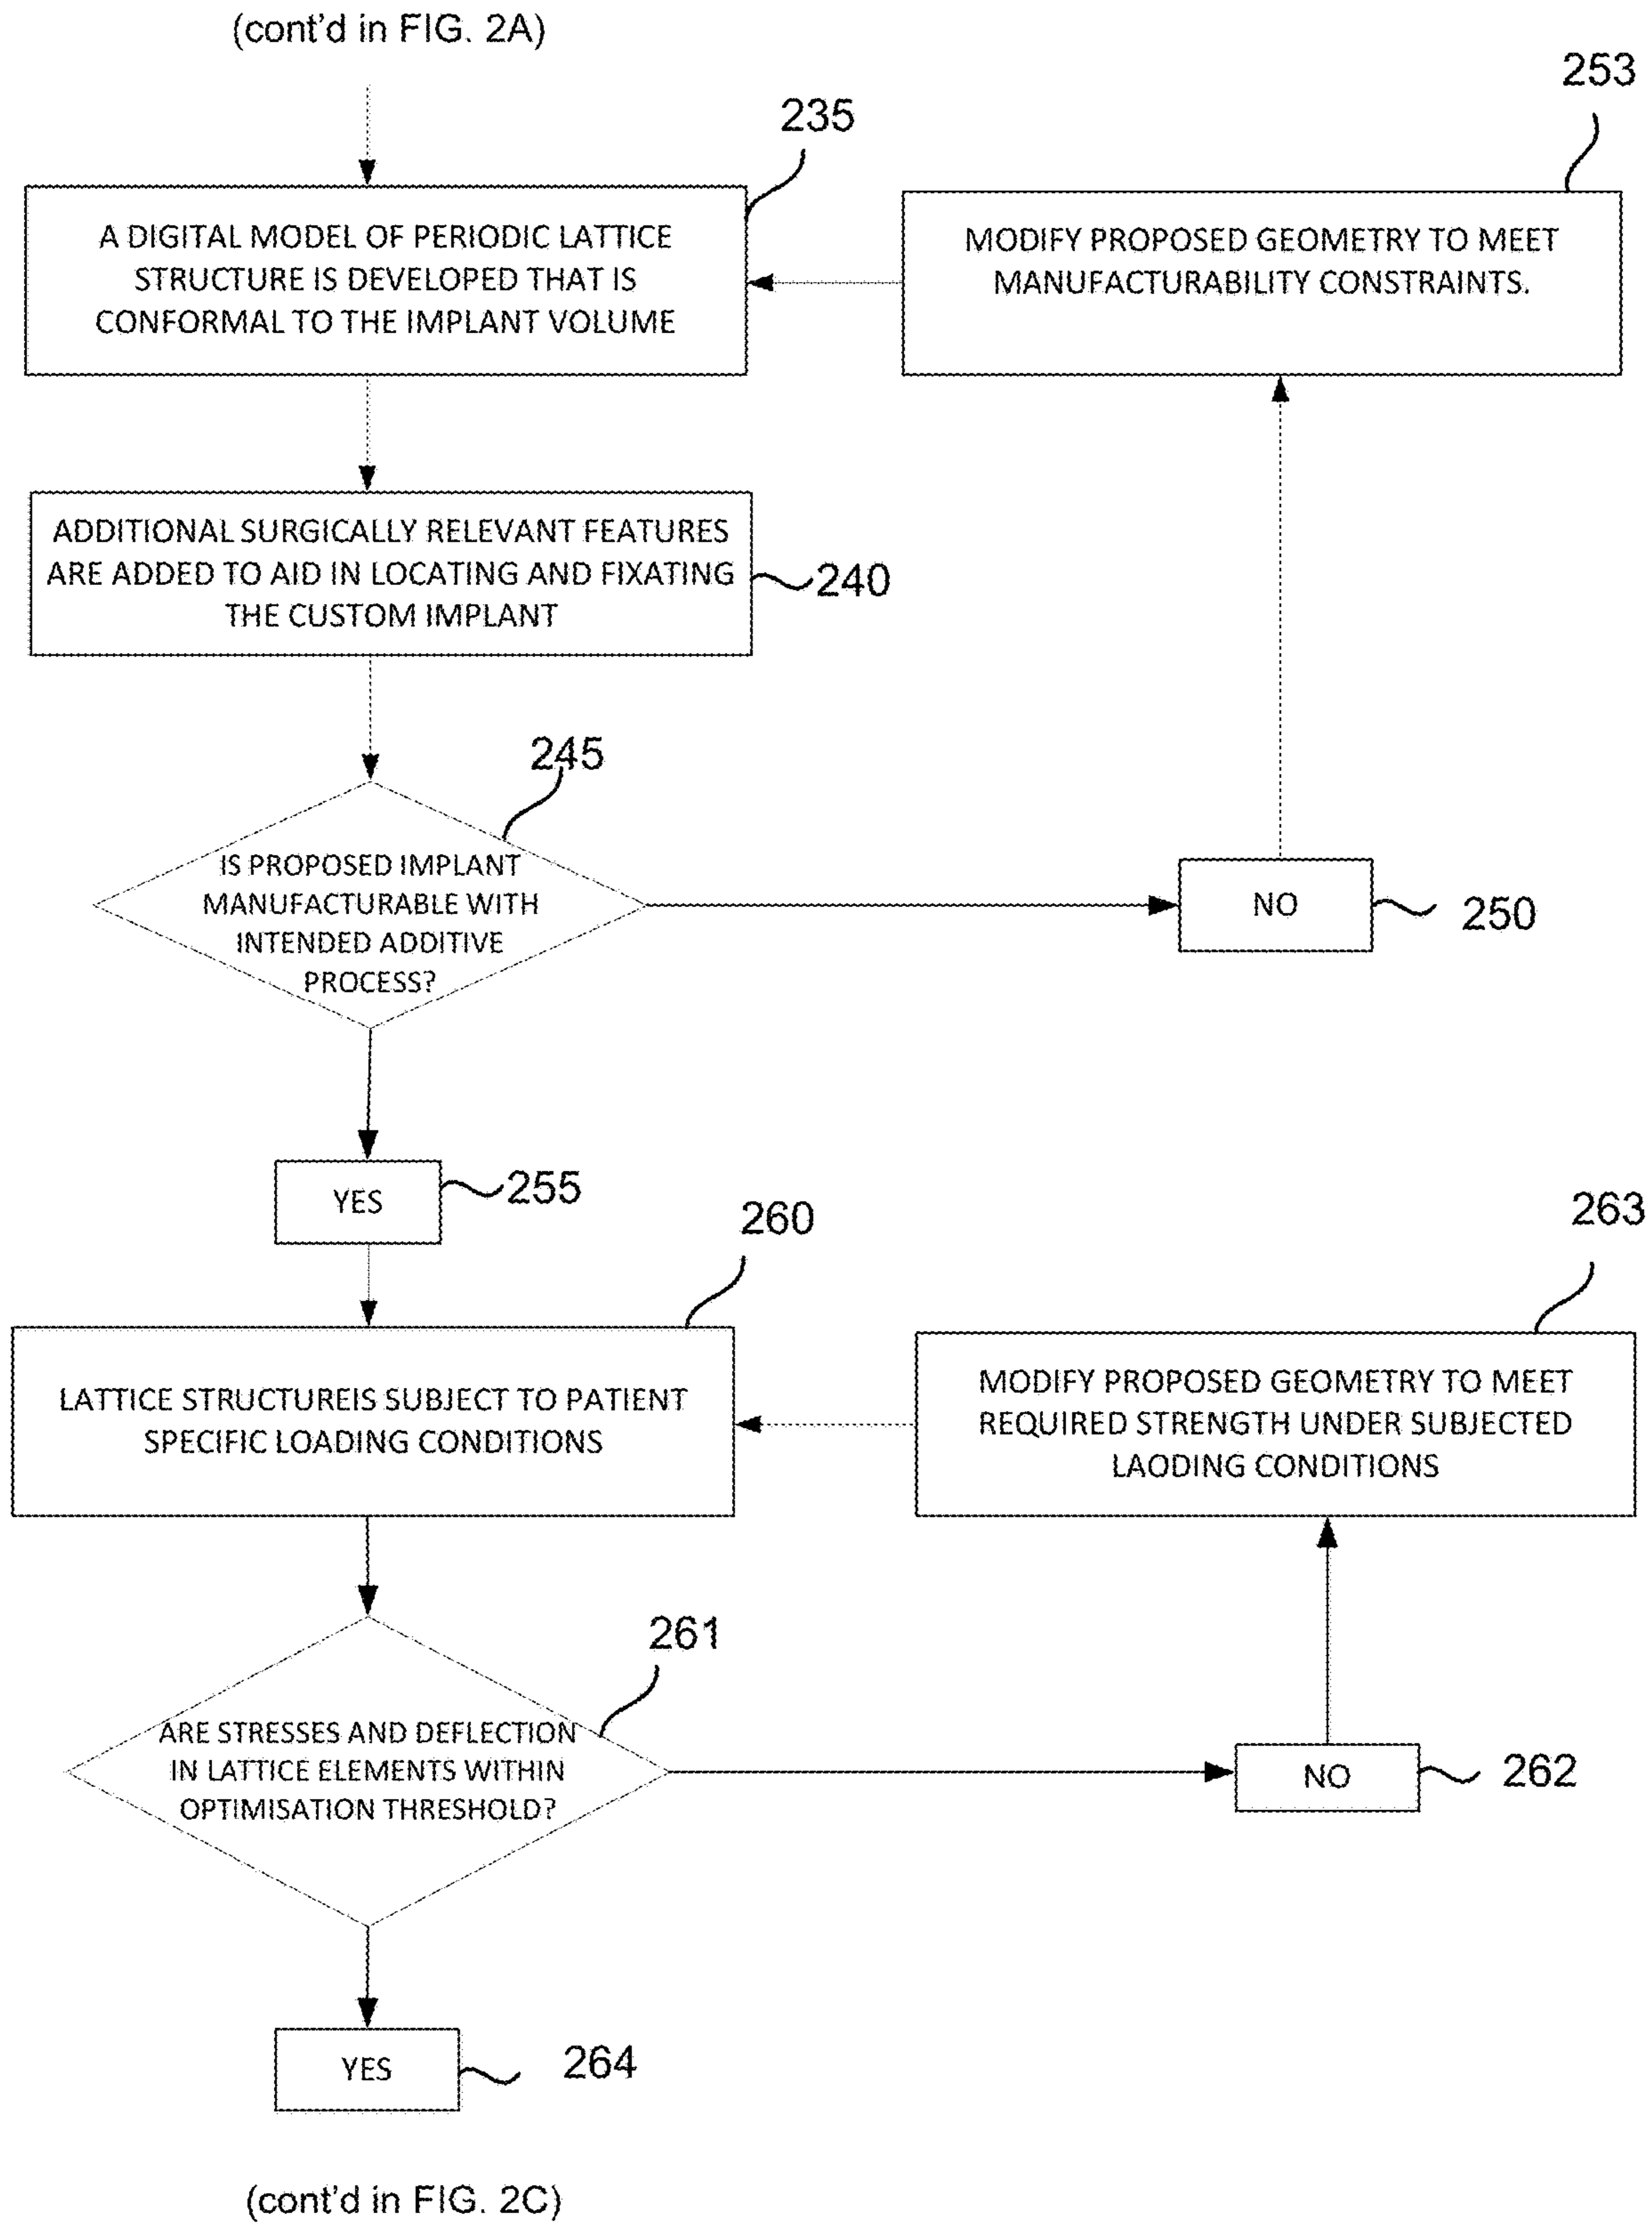 (cont'd in FIG. 2A)
253
235
A DIGITAL MODEL OF PERIODIC LATTICE
STRUCTURE IS DEVELOPED THAT IS
CONFORMAL TO THE IMPLANT VOLUME
MODIFY PROPOSED GEOMETRY TO MEET
MANUFACTURABILITY CONSTRAINTS.
ADDITIONAL SURGICALLY RELEVANT FEATURES
ARE ADDED TO AID IN LOCATING AND FIXATING
THE CUSTOM IMPLANT
240
245
IS PROPOSED IMPLANT
MANUFACTURABLE WITH
INTENDED ADDITIVE
PROCESS?
NO
250
YES
255
260
263
LATTICE STRUCTUREIS SUBJECT TO PATIENT
SPECIFIC LOADING CONDITIONS
MODIFY PROPOSED GEOMETRY TO MEET
REQUIRED STRENGTH UNDER SUBJECTED
LAODING CONDITIONS
261
ARE STRESSES AND DEFLECTION
IN LATTICE ELEMENTS WITHIN
OPTIMISATION THRESHOLD?
NO
262
YES
264
(cont'd in FIG. 2C)